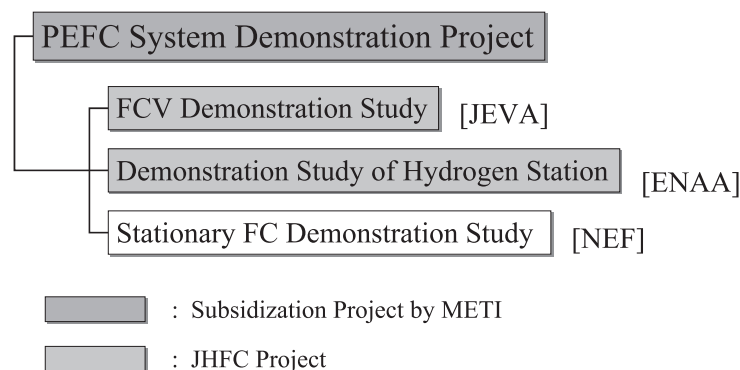 PEFC System Demonstration Project
FCV Demonstration Study [JEVA]
Demonstration Study of Hydrogen Station [ENAA]
Stationary FC Demonstration Study [NEF]
: Subsidization Project by METI
: JHFC Project